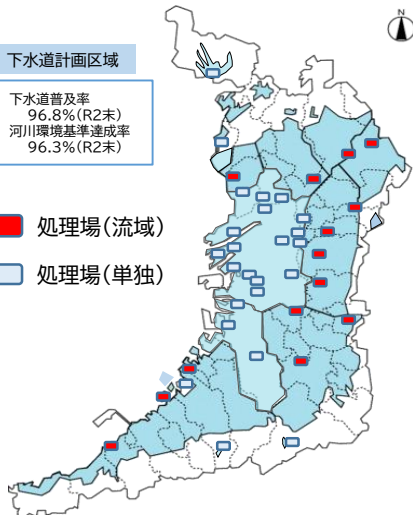 N
下水道計画区域
下水道普及率
96.8%(R2末)
河川環境基準達成率
96.3%(R2末)
処理場(流域)
処理場(単独)